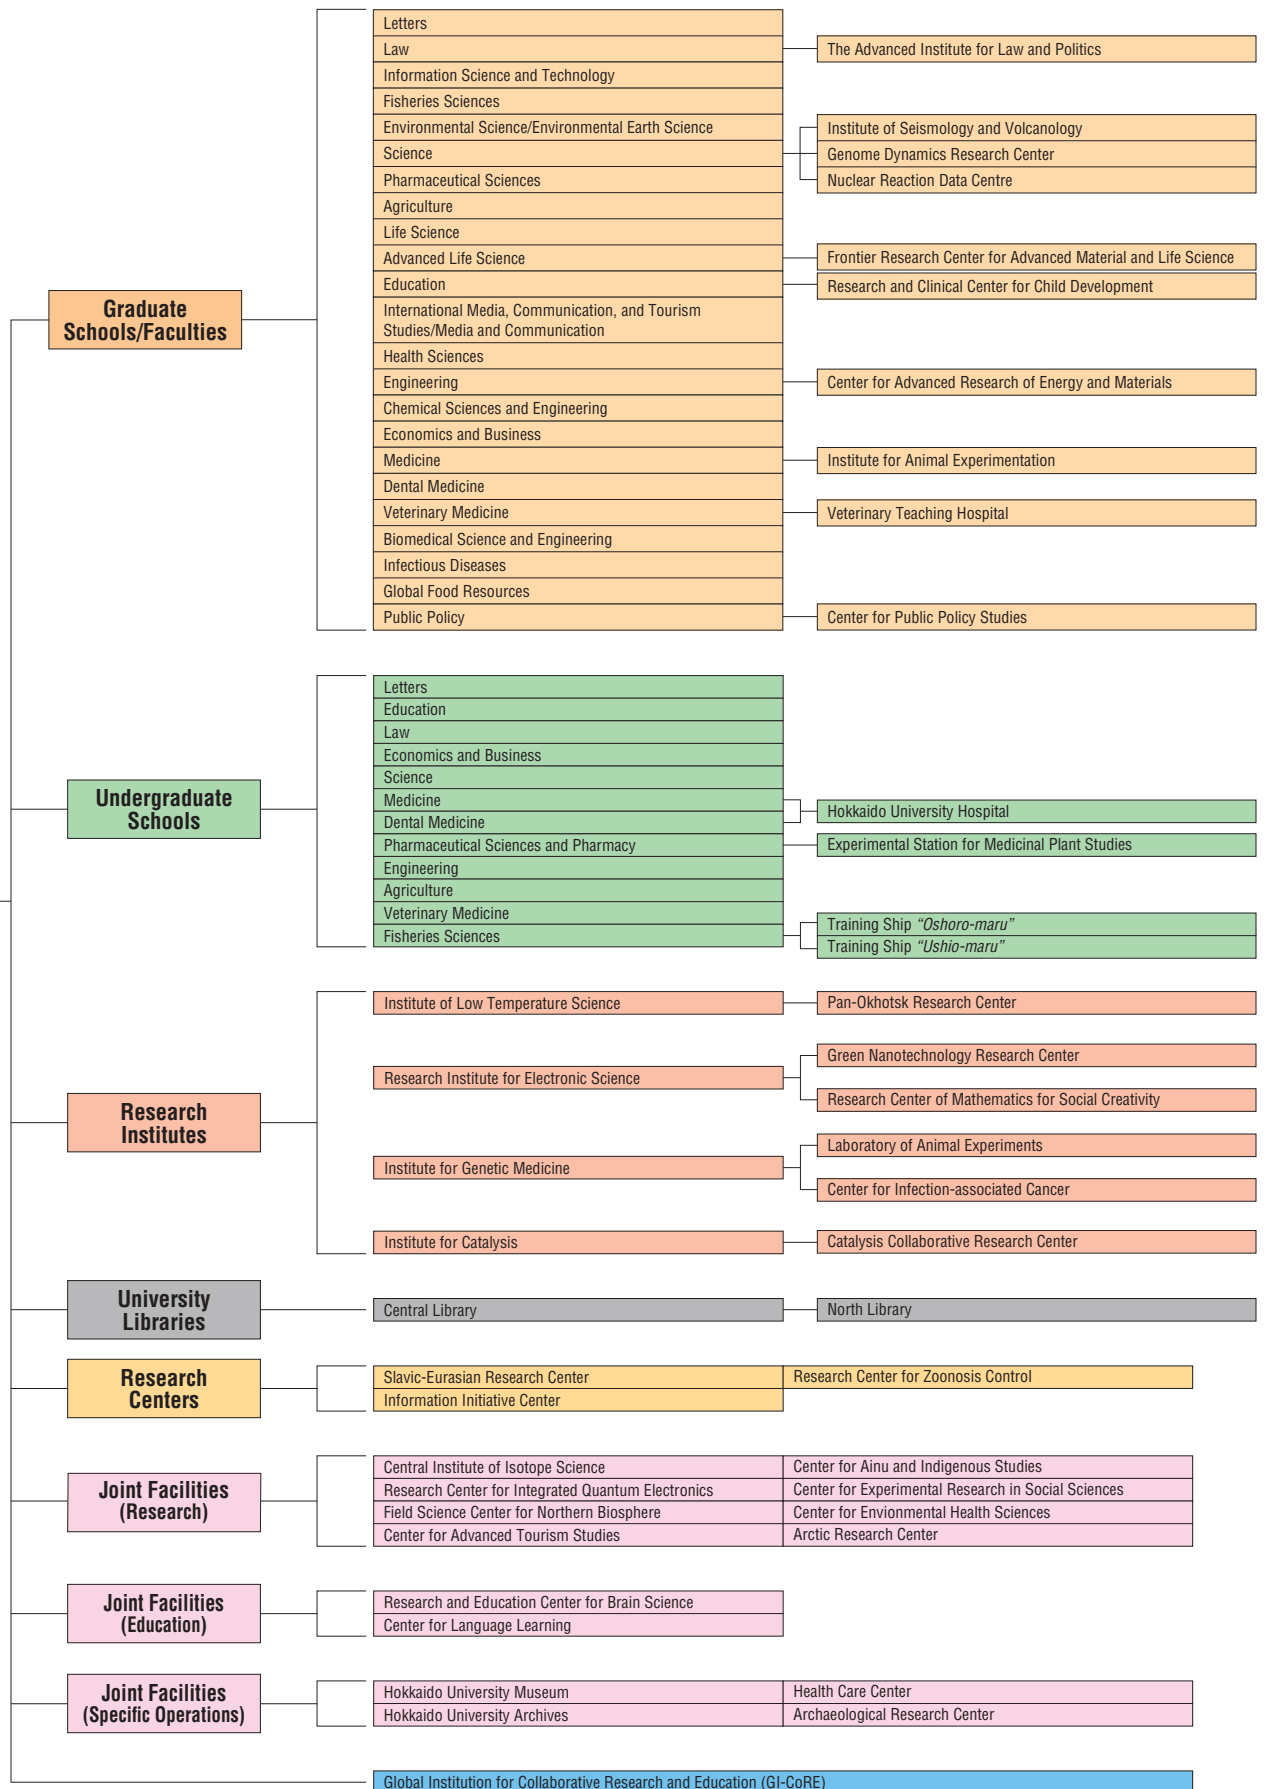 Graduate
Schools/Faculties
Letters
Law
The Advanced Institute for Law and Politics
Information Science and Technology
Fisheries Sciences
Environmental Science/Environmental Earth Science
Science
Institute of Seismology and Volcanology
Genome Dynamics Research Center
Nuclear Reaction Data Centre
Pharmaceutical Sciences
Agriculture
Life Science
Advanced Life Science
Frontier Research Center for Advanced Material and Life Science
Education
Research and Clinical Center for Child Development
International Media, Communication, and Tourism
Studies/Media and Communication
Health Sciences
Engineering
Center for Advanced Research of Energy and Materials
Chemical Sciences and Engineering
Economics and Business
Medicine
Institute for Animal Experimentation
Dental Medicine
Veterinary Medicine
Veterinary Teaching Hospital
Biomedical Science and Engineering
Infectious Diseases
Global Food Resources
Public Policy
Center for Public Policy Studies
Undergraduate
Schools
Letters
Education
Law
Economics and Business
Science
Medicine
Dental Medicine
Hokkaido University Hospital
Pharmaceutical Sciences and Pharmacy
Experimental Station for Medicinal Plant Studies
Engineering
Agriculture
Veterinary Medicine
Fisheries Sciences
Training Ship “Oshoro-maru”
Training Ship “Ushio-maru”
Research
Institutes
Institute of Low Temperature Science
Pan-Okhotsk Research Center
Research Institute for Electronic Science
Green Nanotechnology Research Center
Research Center of Mathematics for Social Creativity
Institute for Genetic Medicine
Laboratory of Animal Experiments
Center for Infection-associated Cancer
Institute for Catalysis
Catalysis Collaborative Research Center
University
Libraries
Central Library
North Library
Research
Centers
Slavic-Eurasian Research Center
Research Center for Zoonosis Control
Information Initiative Center
Joint Facilities
(Research)
Central Institute of Isotope Science
Center for Ainu and Indigenous Studies
Research Center for Integrated Quantum Electronics
Center for Experimental Research in Social Sciences
Field Science Center for Northern Biosphere
Center for Envionmental Health Sciences
Center for Advanced Tourism Studies
Arctic Research Center
Joint Facilities
(Education)
Research and Education Center for Brain Science
Center for Language Learning
Joint Facilities
(Specific Operations)
Hokkaido University Museum
Health Care Center
Hokkaido University Archives
Archaeological Research Center
Global Institution for Collaborative Research and Education (GI-CoRE)